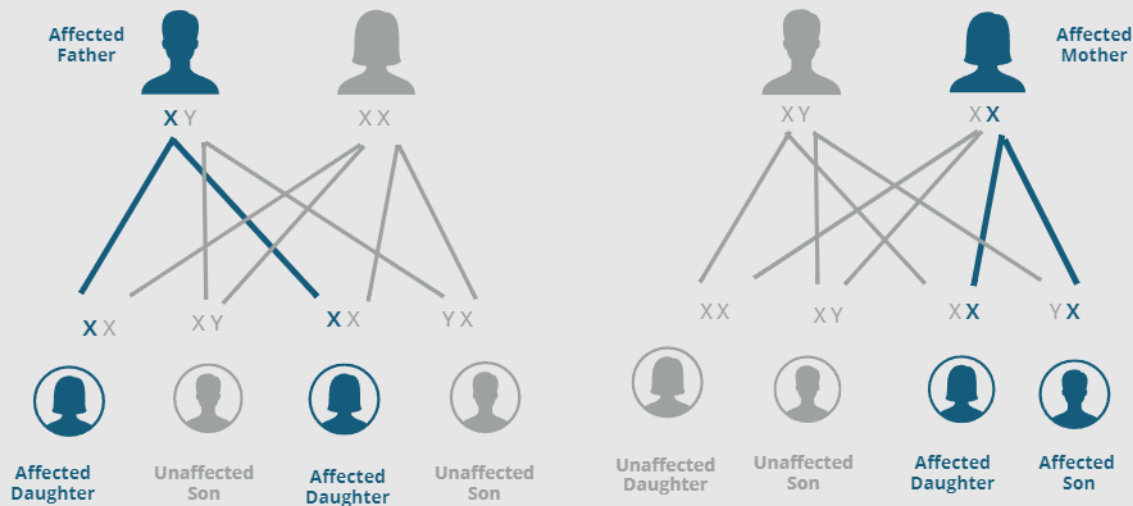 Affected
Father
Affected
Mother
X Y
X X
X Y
X X
X X
X Y
X X
Y X
X X
X Y
X X
Y X
Affected
Daughter
Unaffected
Son
Affected
Daughter
Unaffected
Son
Unaffected
Daughter
Unaffected
Son
Affected
Daughter
Affected
Son